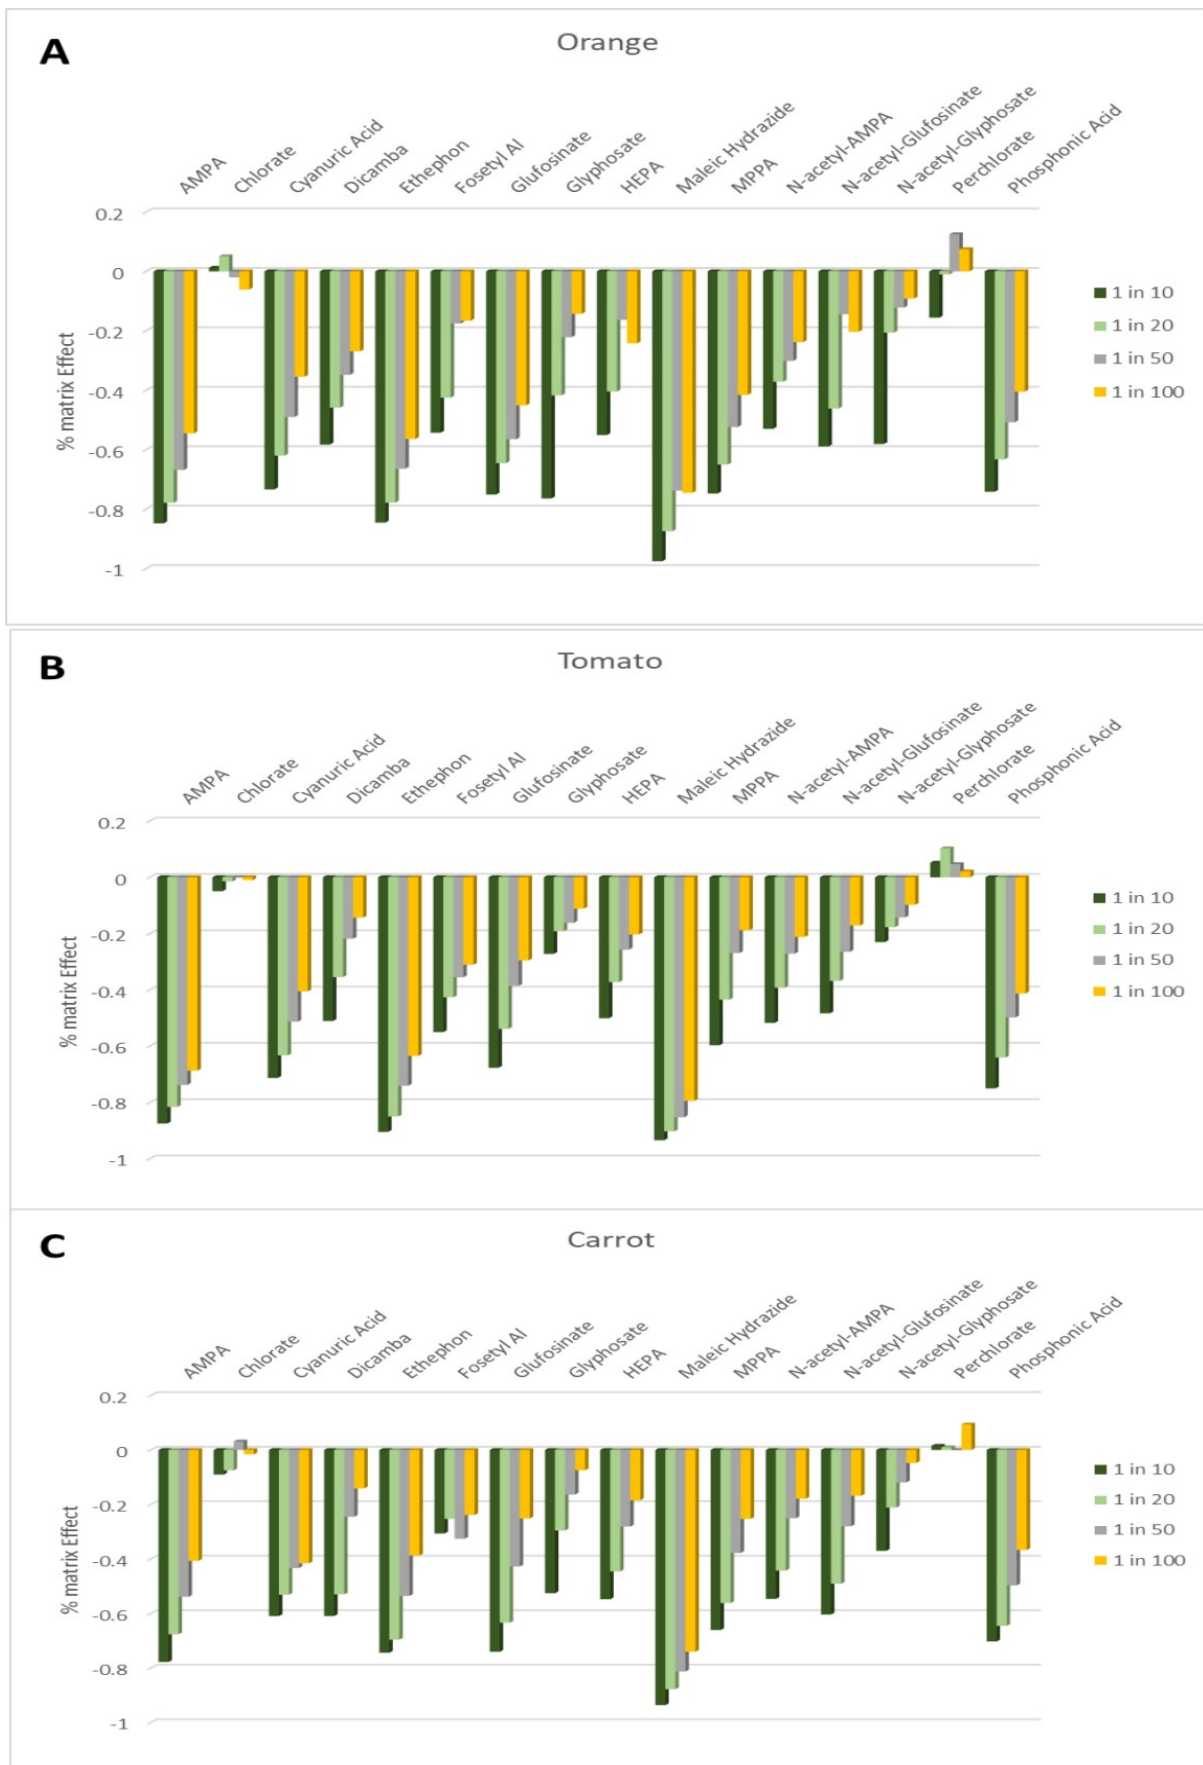 A
Orange
AMPA
Chlorate
Cyanuric Acid
Dicamba
Ethephon
Fosetyl Al
Glufosinate
Glyphosate
HEPA
Maleic Hydrazide
MPPA
N-acetyl-AMPA
N-acetyl-Glufosinate
N-acetyl-Glyphosate
Perchlorate
Phosphonic Acid
0.2
0
-0.2
-0.4
-0.6
-0.8
-1
% matrix Effect
1 in 10
1 in 20
1 in 50
1 in 100
B
Tomato
AMPA
Chlorate
Cyanuric Acid
Dicamba
Ethephon
Fosetyl Al
Glufosinate
Glyphosate
HEPA
Maleic Hydrazide
MPPA
N-acetyl-AMPA
N-acetyl-Glufosinate
N-acetyl-Glyphosate
Perchlorate
Phosphonic Acid
0.2
0
-0.2
-0.4
-0.6
-0.8
-1
% matrix Effect
1 in 10
1 in 20
1 in 50
1 in 100
C
Carrot
AMPA
Chlorate
Cyanuric Acid
Dicamba
Ethephon
Fosetyl Al
Glufosinate
Glyphosate
HEPA
Maleic Hydrazide
MPPA
N-acetyl-AMPA
N-acetyl-Glufosinate
N-acetyl-Glyphosate
Perchlorate
Phosphonic Acid
0.2
0
-0.2
-0.4
-0.6
-0.8
-1
% matrix Effect
1 in 10
1 in 20
1 in 50
1 in 100